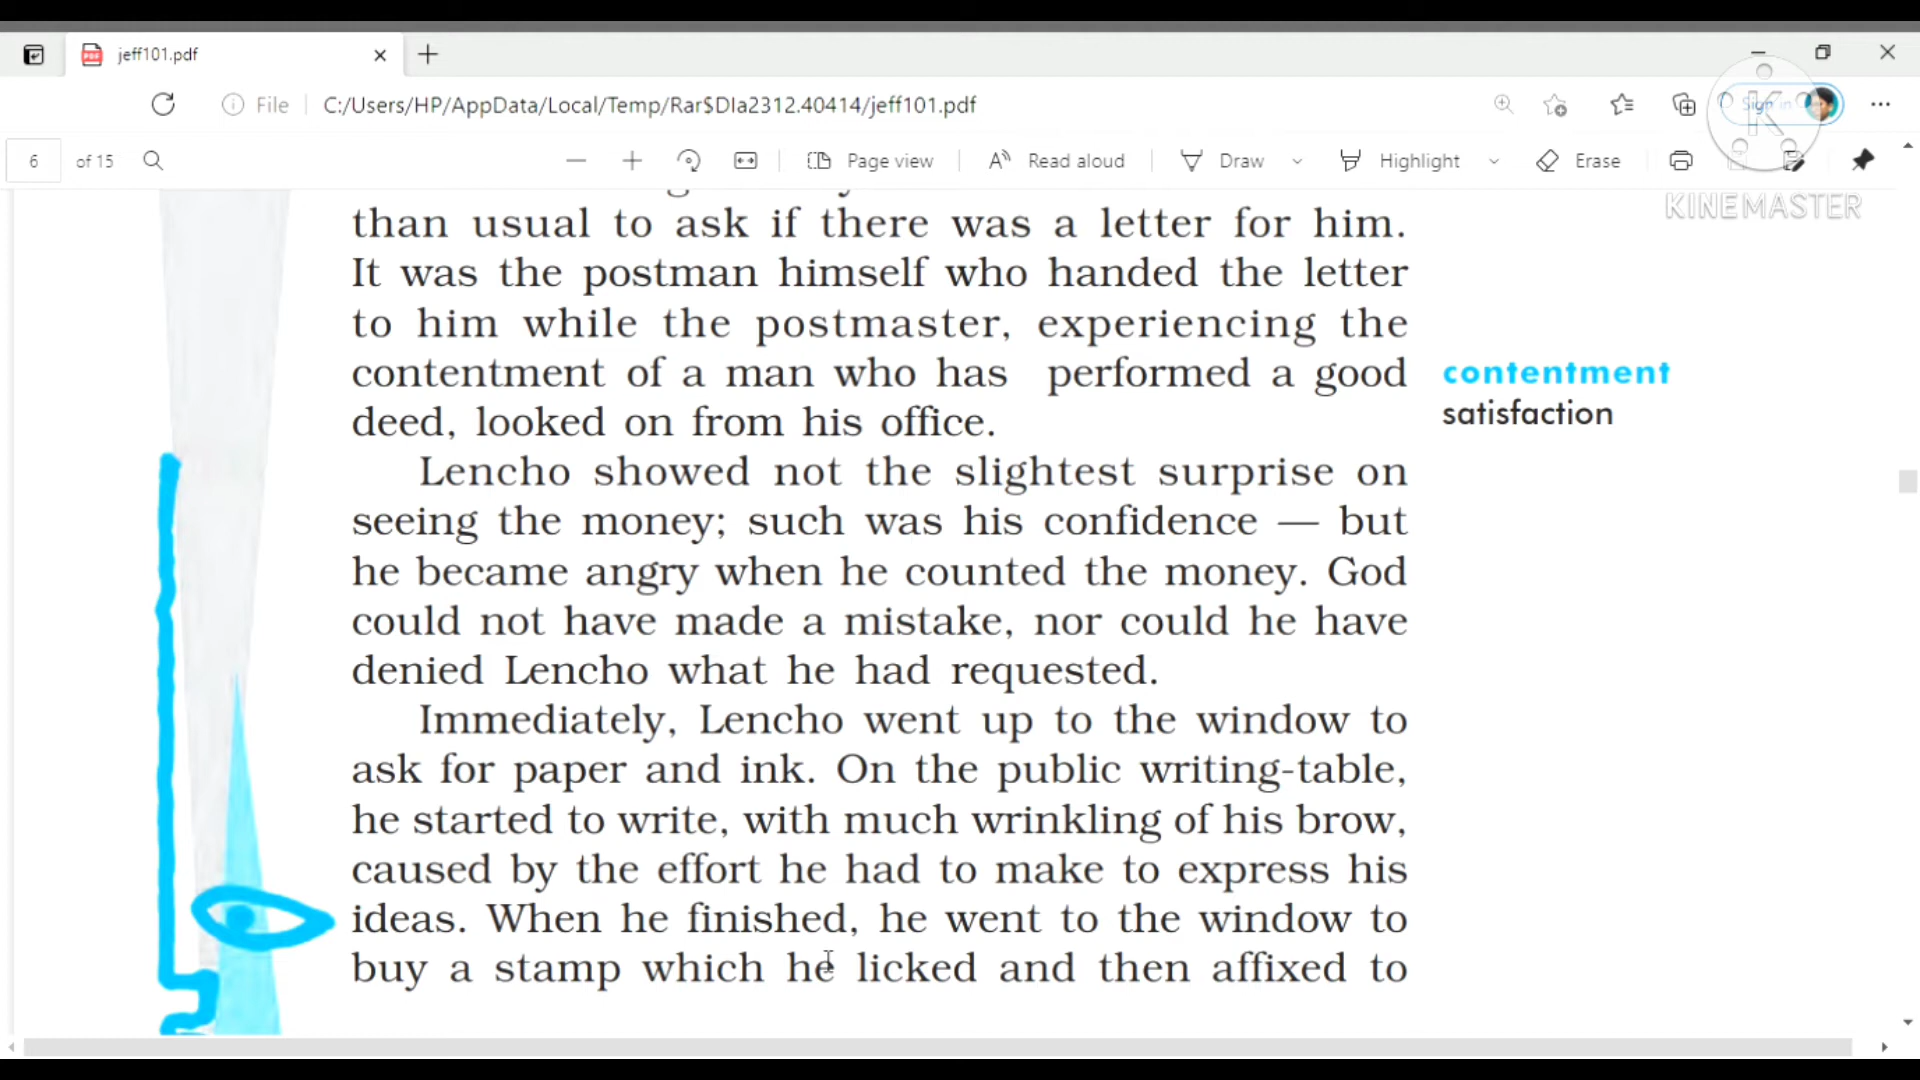 jeff101.pdf
File C:/Users/HP/AppData/Local/Temp/Rar$DIa2312.40414/jeff101.pdf
Sign in
6 of 15 Page view Read aloud Draw Highlight Erase
KINEMASTER
than usual to ask if there was a letter for him.
It was the postman himself who handed the letter
to him while the postmaster, experiencing the
contentment of a man who has performed a good
deed, looked on from his office.
contentment
satisfaction
Lencho showed not the slightest surprise on
seeing the money; such was his confidence — but
he became angry when he counted the money. God
could not have made a mistake, nor could he have
denied Lencho what he had requested.
Immediately, Lencho went up to the window to
ask for paper and ink. On the public writing-table,
he started to write, with much wrinkling of his brow,
caused by the effort he had to make to express his
ideas. When he finished, he went to the window to
buy a stamp which he licked and then affixed to